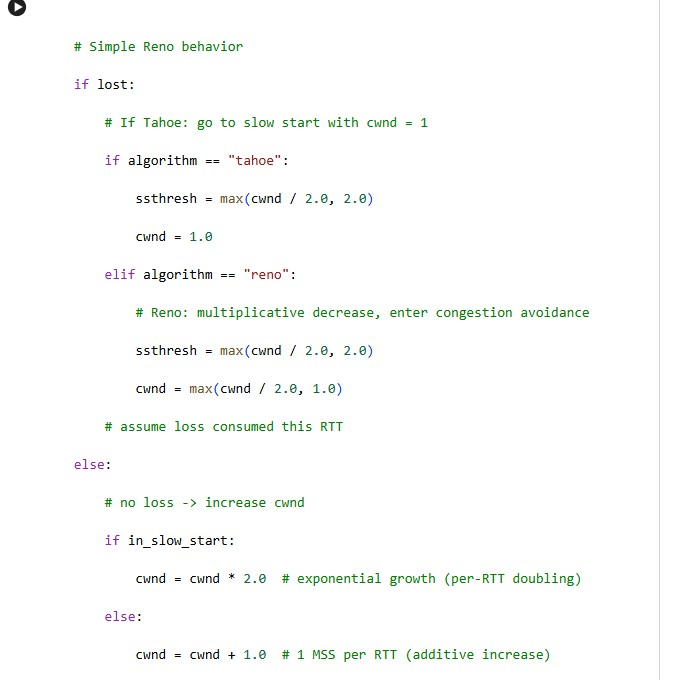 # Simple Reno behavior
if lost:
# If Tahoe: go to slow start with cwnd = 1
if algorithm == "tahoe":
ssthresh = max(cwnd / 2.0, 2.0)
cwnd = 1.0
elif algorithm == "reno":
# Reno: multiplicative decrease, enter congestion avoidance
ssthresh = max(cwnd / 2.0, 2.0)
cwnd = max(cwnd / 2.0, 1.0)
# assume loss consumed this RTT
else:
# no loss -> increase cwnd
if in_slow_start:
cwnd = cwnd * 2.0  # exponential growth (per-RTT doubling)
else:
cwnd = cwnd + 1.0  # 1 MSS per RTT (additive increase)